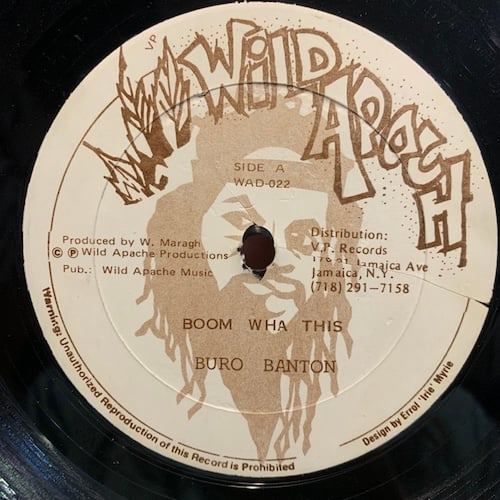 VP
WILD APACHE
SIDE A
WAD-022
Produced by W. Maragh
© ℗ Wild Apache Productions
Pub.: Wild Apache Music
Distribution:
V.P. Records
Jamaica Ave
Jamaica, N.Y.
(718) 291-7158
BOOM WHA THIS
BURO BANTON
Warning: Unauthorized Reproduction of this Record is Prohibited
Design by Errol 'Irie' Myrie